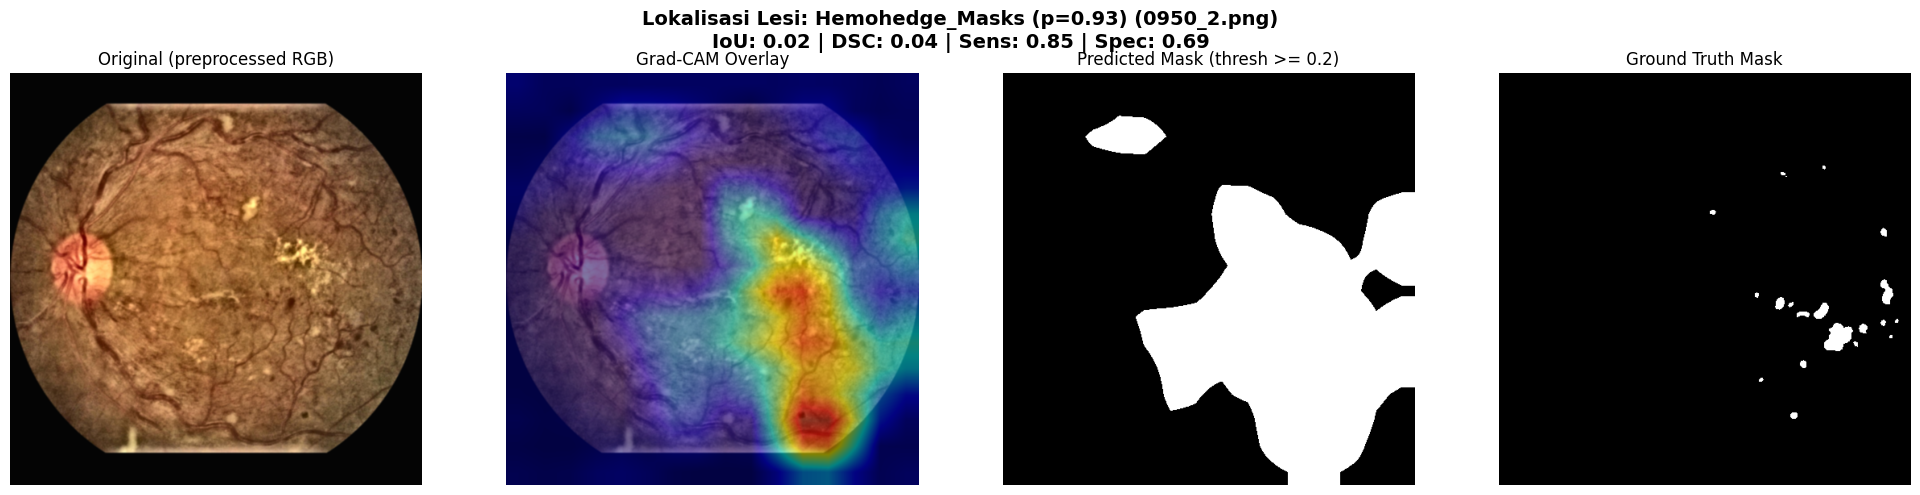 Lokalisasi Lesi: Hemohedge_Masks (p=0.93) (0950_2.png)
IoU: 0.02 | DSC: 0.04 | Sens: 0.85 | Spec: 0.69
Original (preprocessed RGB)
Grad-CAM Overlay
Predicted Mask (thresh >= 0.2)
Ground Truth Mask